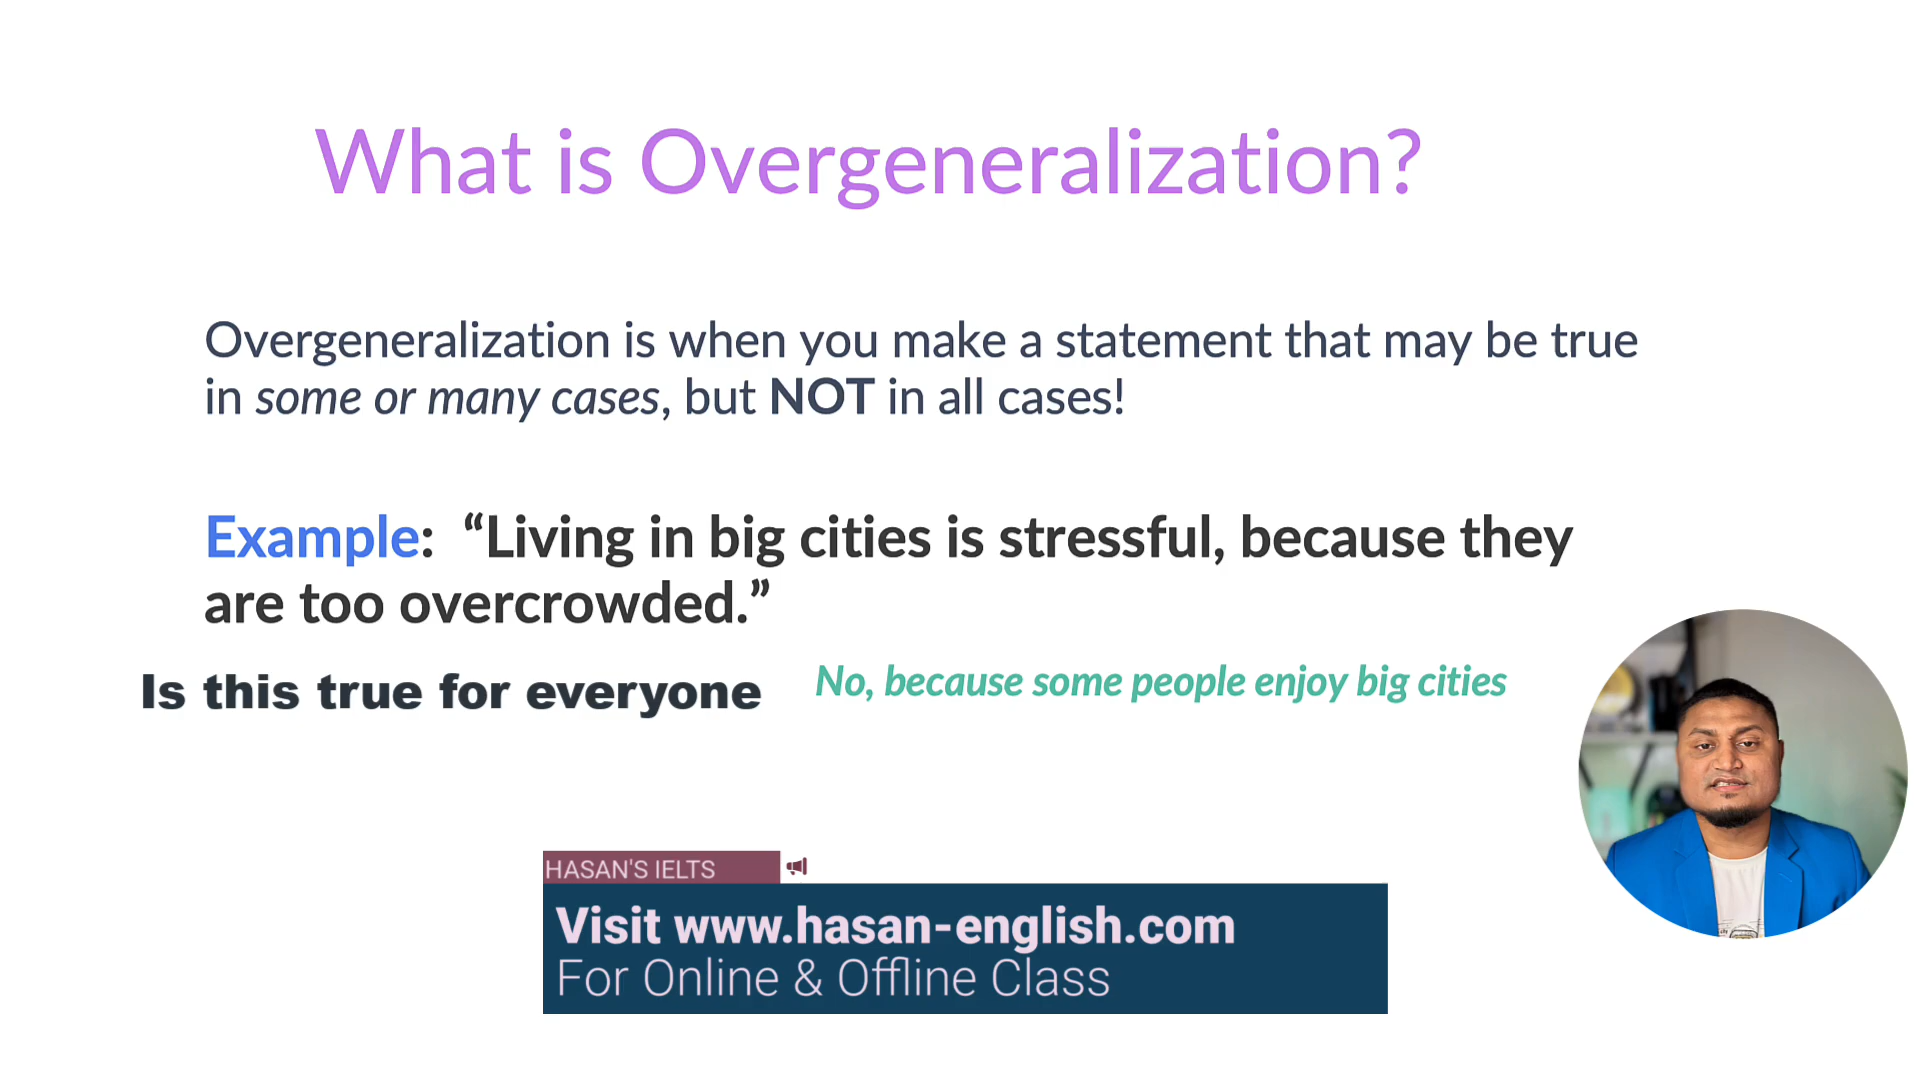 What is Overgeneralization?
Overgeneralization is when you make a statement that may be true
in some or many cases, but NOT in all cases!
Example: “Living in big cities is stressful, because they
are too overcrowded.”
Is this true for everyone
No, because some people enjoy big cities
HASAN'S IELTS
Visit www.hasan-english.com
For Online & Offline Class